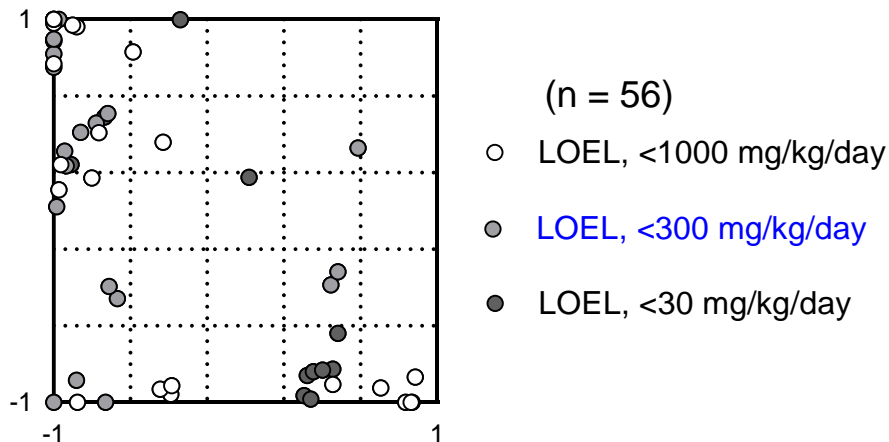 1
(n = 56)
LOEL, <1000 mg/kg/day
LOEL, <300 mg/kg/day
LOEL, <30 mg/kg/day
-1
-1
1